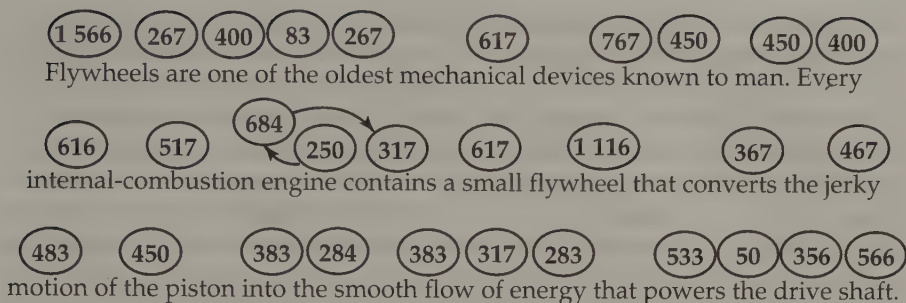 1 566 267 400 83 267 617 767 450 450 400
Flywheels are one of the oldest mechanical devices known to man. Every
684
616 517 250 317 617 1 116 367 467
internal-combustion engine contains a small flywheel that converts the jerky
483 450 383 284 383 317 283 533 50 356 566
motion of the piston into the smooth flow of energy that powers the drive shaft.